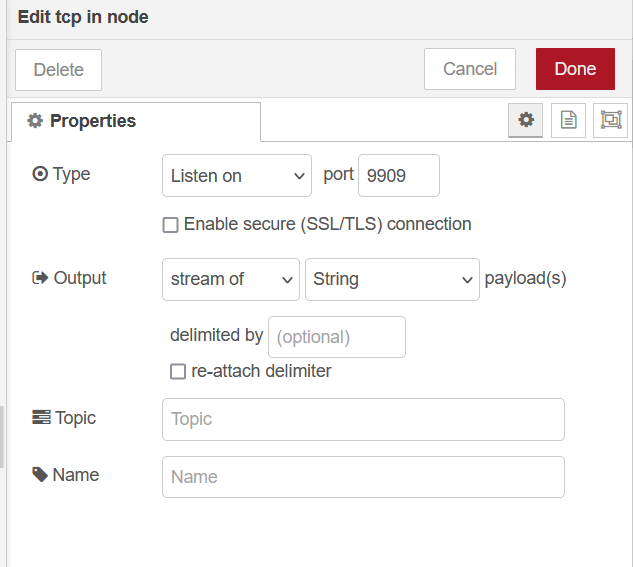 Edit tcp in node
Delete
Cancel
Done
Properties
Type
Listen on
port
9909
Enable secure (SSL/TLS) connection
Output
stream of
String
payload(s)
delimited by
(optional)
re-attach delimiter
Topic
Topic
Name
Name